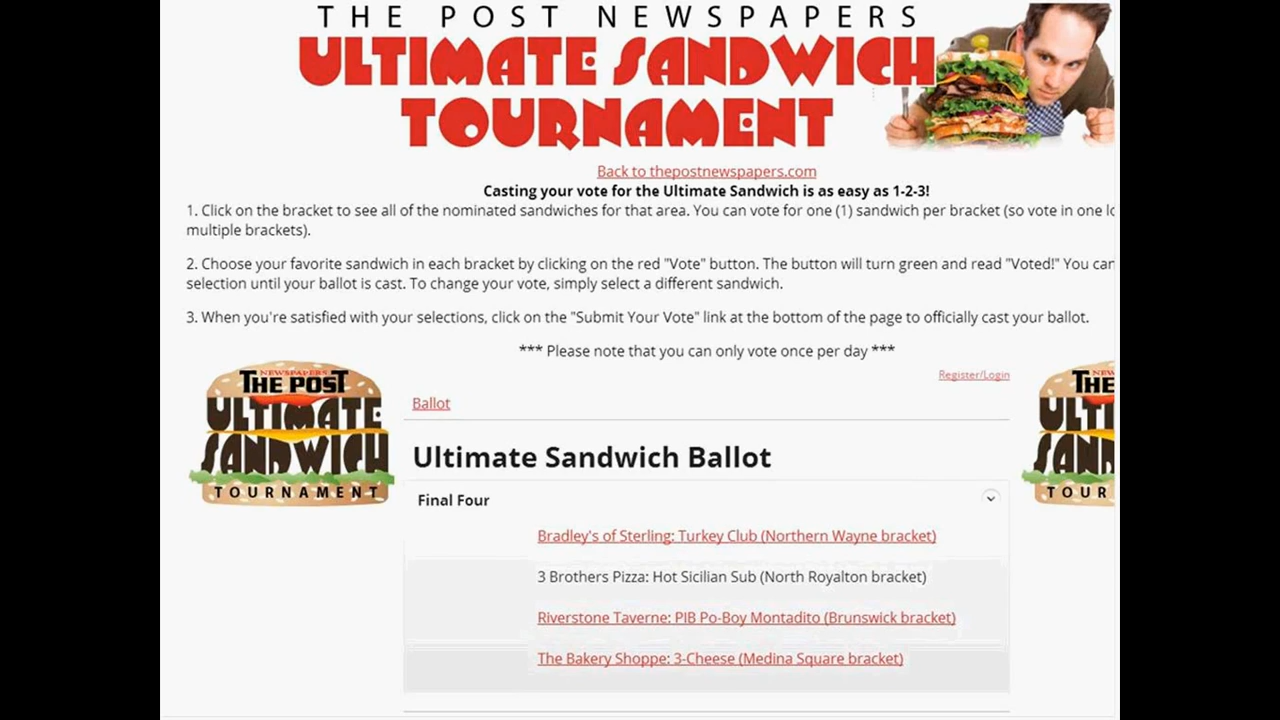 THE POST NEWSPAPERS
ULTIMATE SANDWICH
TOURNAMENT
Back to thepostnewspapers.com
Casting your vote for the Ultimate Sandwich is as easy as 1-2-3!
1. Click on the bracket to see all of the nominated sandwiches for that area. You can vote for one (1) sandwich per bracket (so vote in one
multiple brackets).
2. Choose your favorite sandwich in each bracket by clicking on the red "Vote" button. The button will turn green and read "Voted!" You can
selection until your ballot is cast. To change your vote, simply select a different sandwich.
3. When you're satisfied with your selections, click on the "Submit Your Vote" link at the bottom of the page to officially cast your ballot.
*** Please note that you can only vote once per day ***
Register/Login
NEWSPAPERS
THE POST
ULTIMATE
SANDWICH
TOURNAMENT
THE
Ballot
Ultimate Sandwich Ballot
Final Four
Bradley's of Sterling: Turkey Club (Northern Wayne bracket)
3 Brothers Pizza: Hot Sicilian Sub (North Royalton bracket)
Riverstone Taverne: PIB Po-Boy Montadito (Brunswick bracket)
The Bakery Shoppe: 3-Cheese (Medina Square bracket)